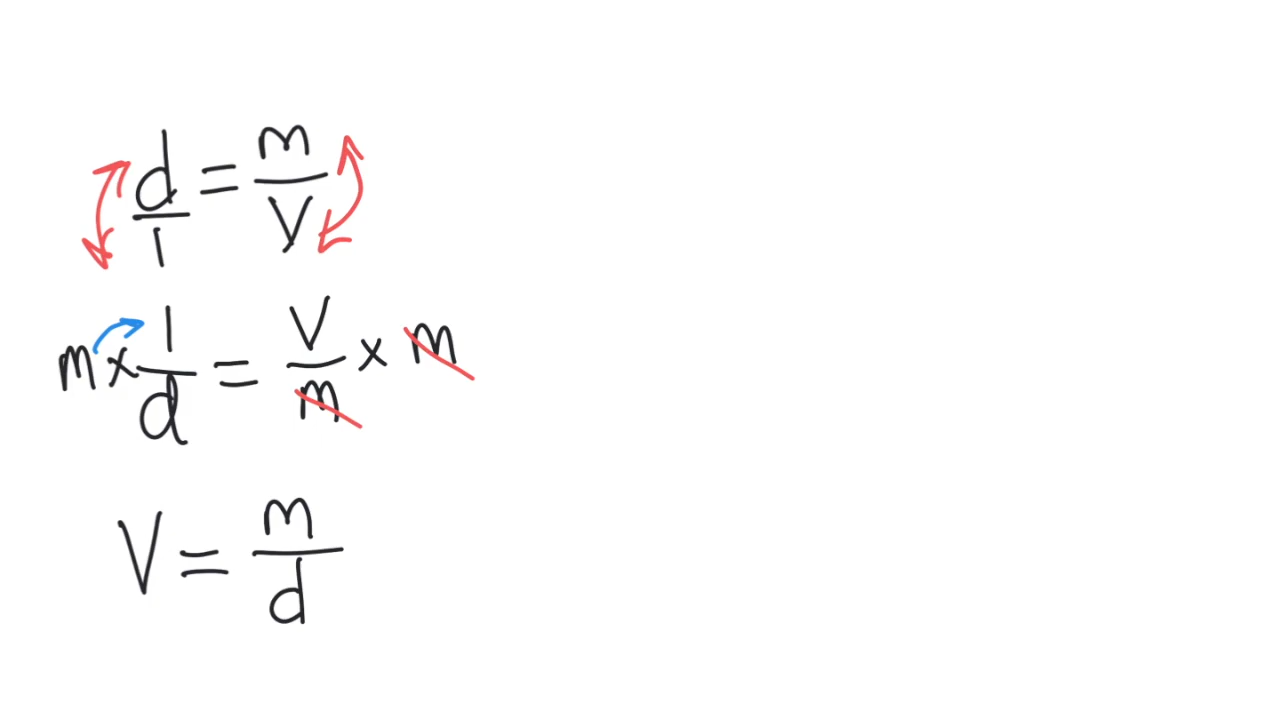 d/1 = m/V
m x 1/d = V/m x m
V = m/d